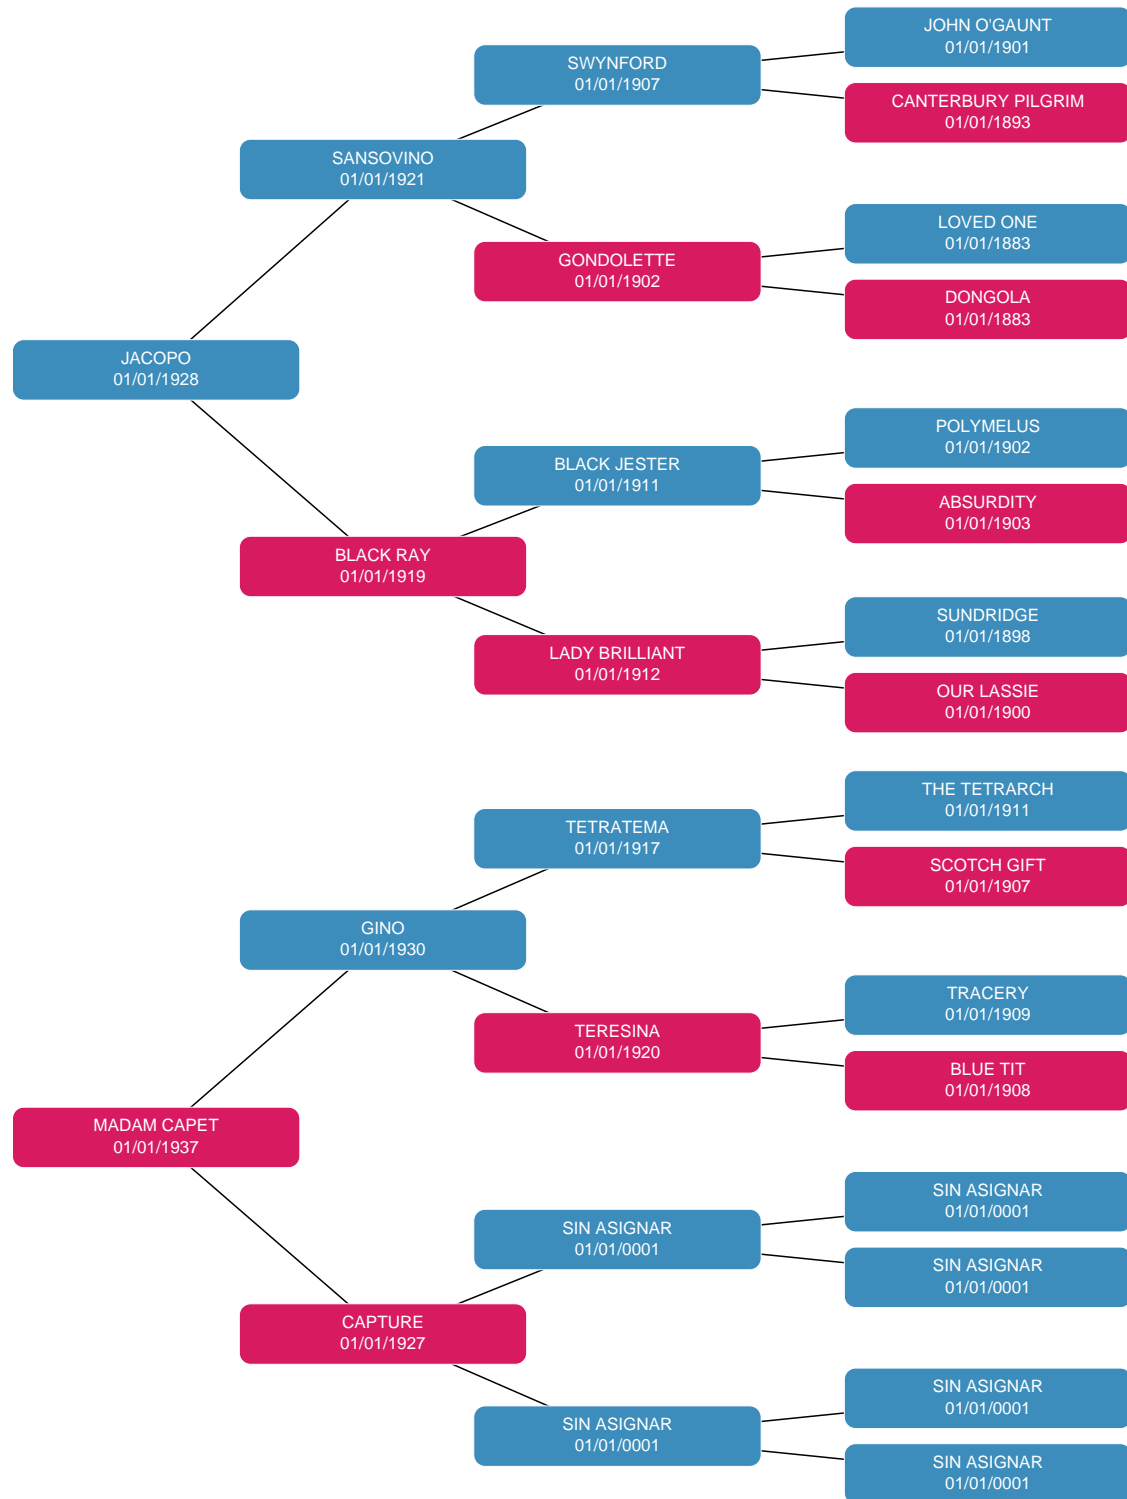 JOHN O'GAUNT
01/01/1901
SWYNFORD
01/01/1907
CANTERBURY PILGRIM
01/01/1893
SANSOVINO
01/01/1921
LOVED ONE
01/01/1883
GONDOLETTE
01/01/1902
DONGOLA
01/01/1883
JACOPO
01/01/1928
POLYMELUS
01/01/1902
BLACK JESTER
01/01/1911
ABSURDITY
01/01/1903
BLACK RAY
01/01/1919
SUNDRIDGE
01/01/1898
LADY BRILLIANT
01/01/1912
OUR LASSIE
01/01/1900
THE TETRARCH
01/01/1911
TETRATEMA
01/01/1917
SCOTCH GIFT
01/01/1907
GINO
01/01/1930
TRACERY
01/01/1909
TERESINA
01/01/1920
BLUE TIT
01/01/1908
MADAM CAPET
01/01/1937
SIN ASIGNAR
01/01/0001
SIN ASIGNAR
01/01/0001
SIN ASIGNAR
01/01/0001
CAPTURE
01/01/1927
SIN ASIGNAR
01/01/0001
SIN ASIGNAR
01/01/0001
SIN ASIGNAR
01/01/0001